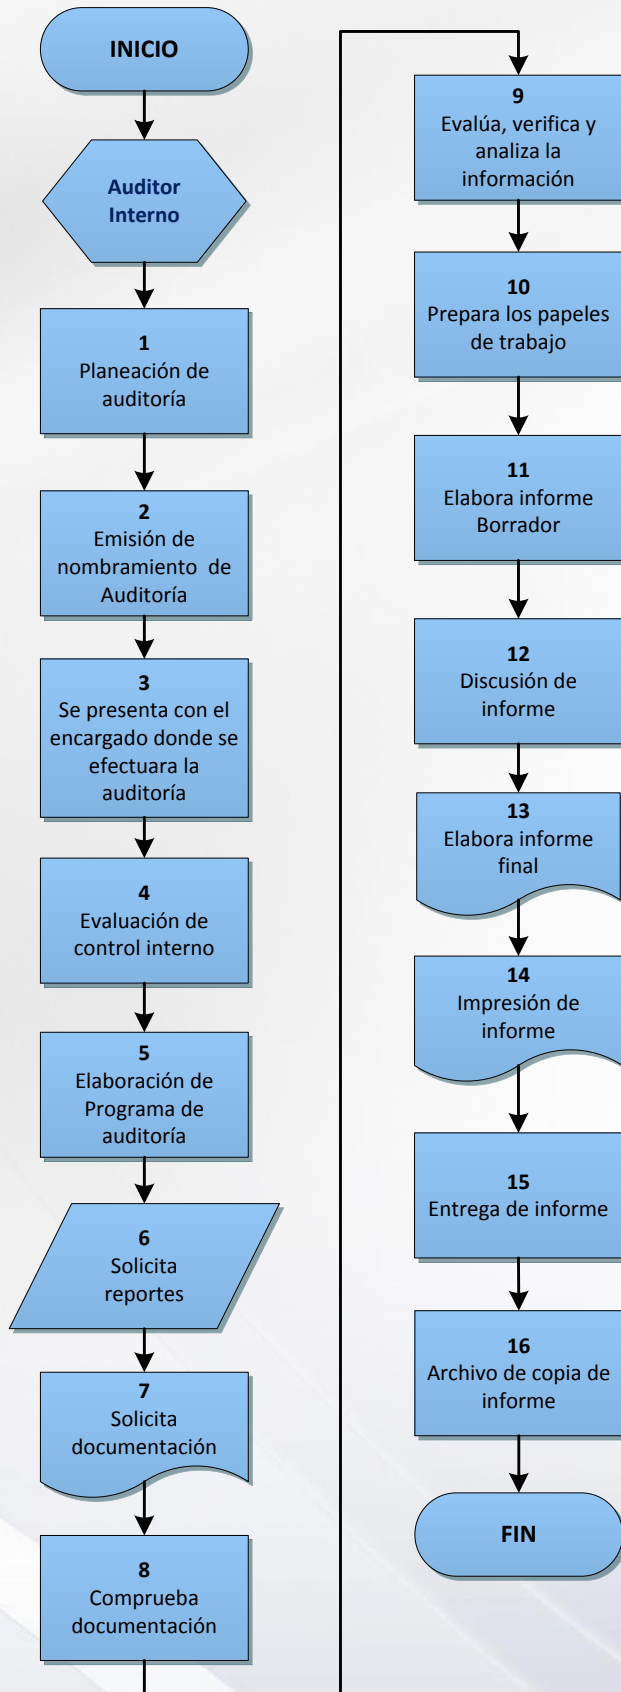 INICIO
Auditor
Interno
1
Planeación de
auditoría
2
Emisión de
nombramiento de
Auditoría
3
Se presenta con el
encargado donde se
efectuara la
auditoría
4
Evaluación de
control interno
5
Elaboración de
Programa de
auditoría
6
Solicita
reportes
7
Solicita
documentación
8
Comprueba
documentación
9
Evalúa, verifica y
analiza la
información
10
Prepara los papeles
de trabajo
11
Elabora informe
Borrador
12
Discusión de
informe
13
Elabora informe
final
14
Impresión de
informe
15
Entrega de informe
16
Archivo de copia de
informe
FIN